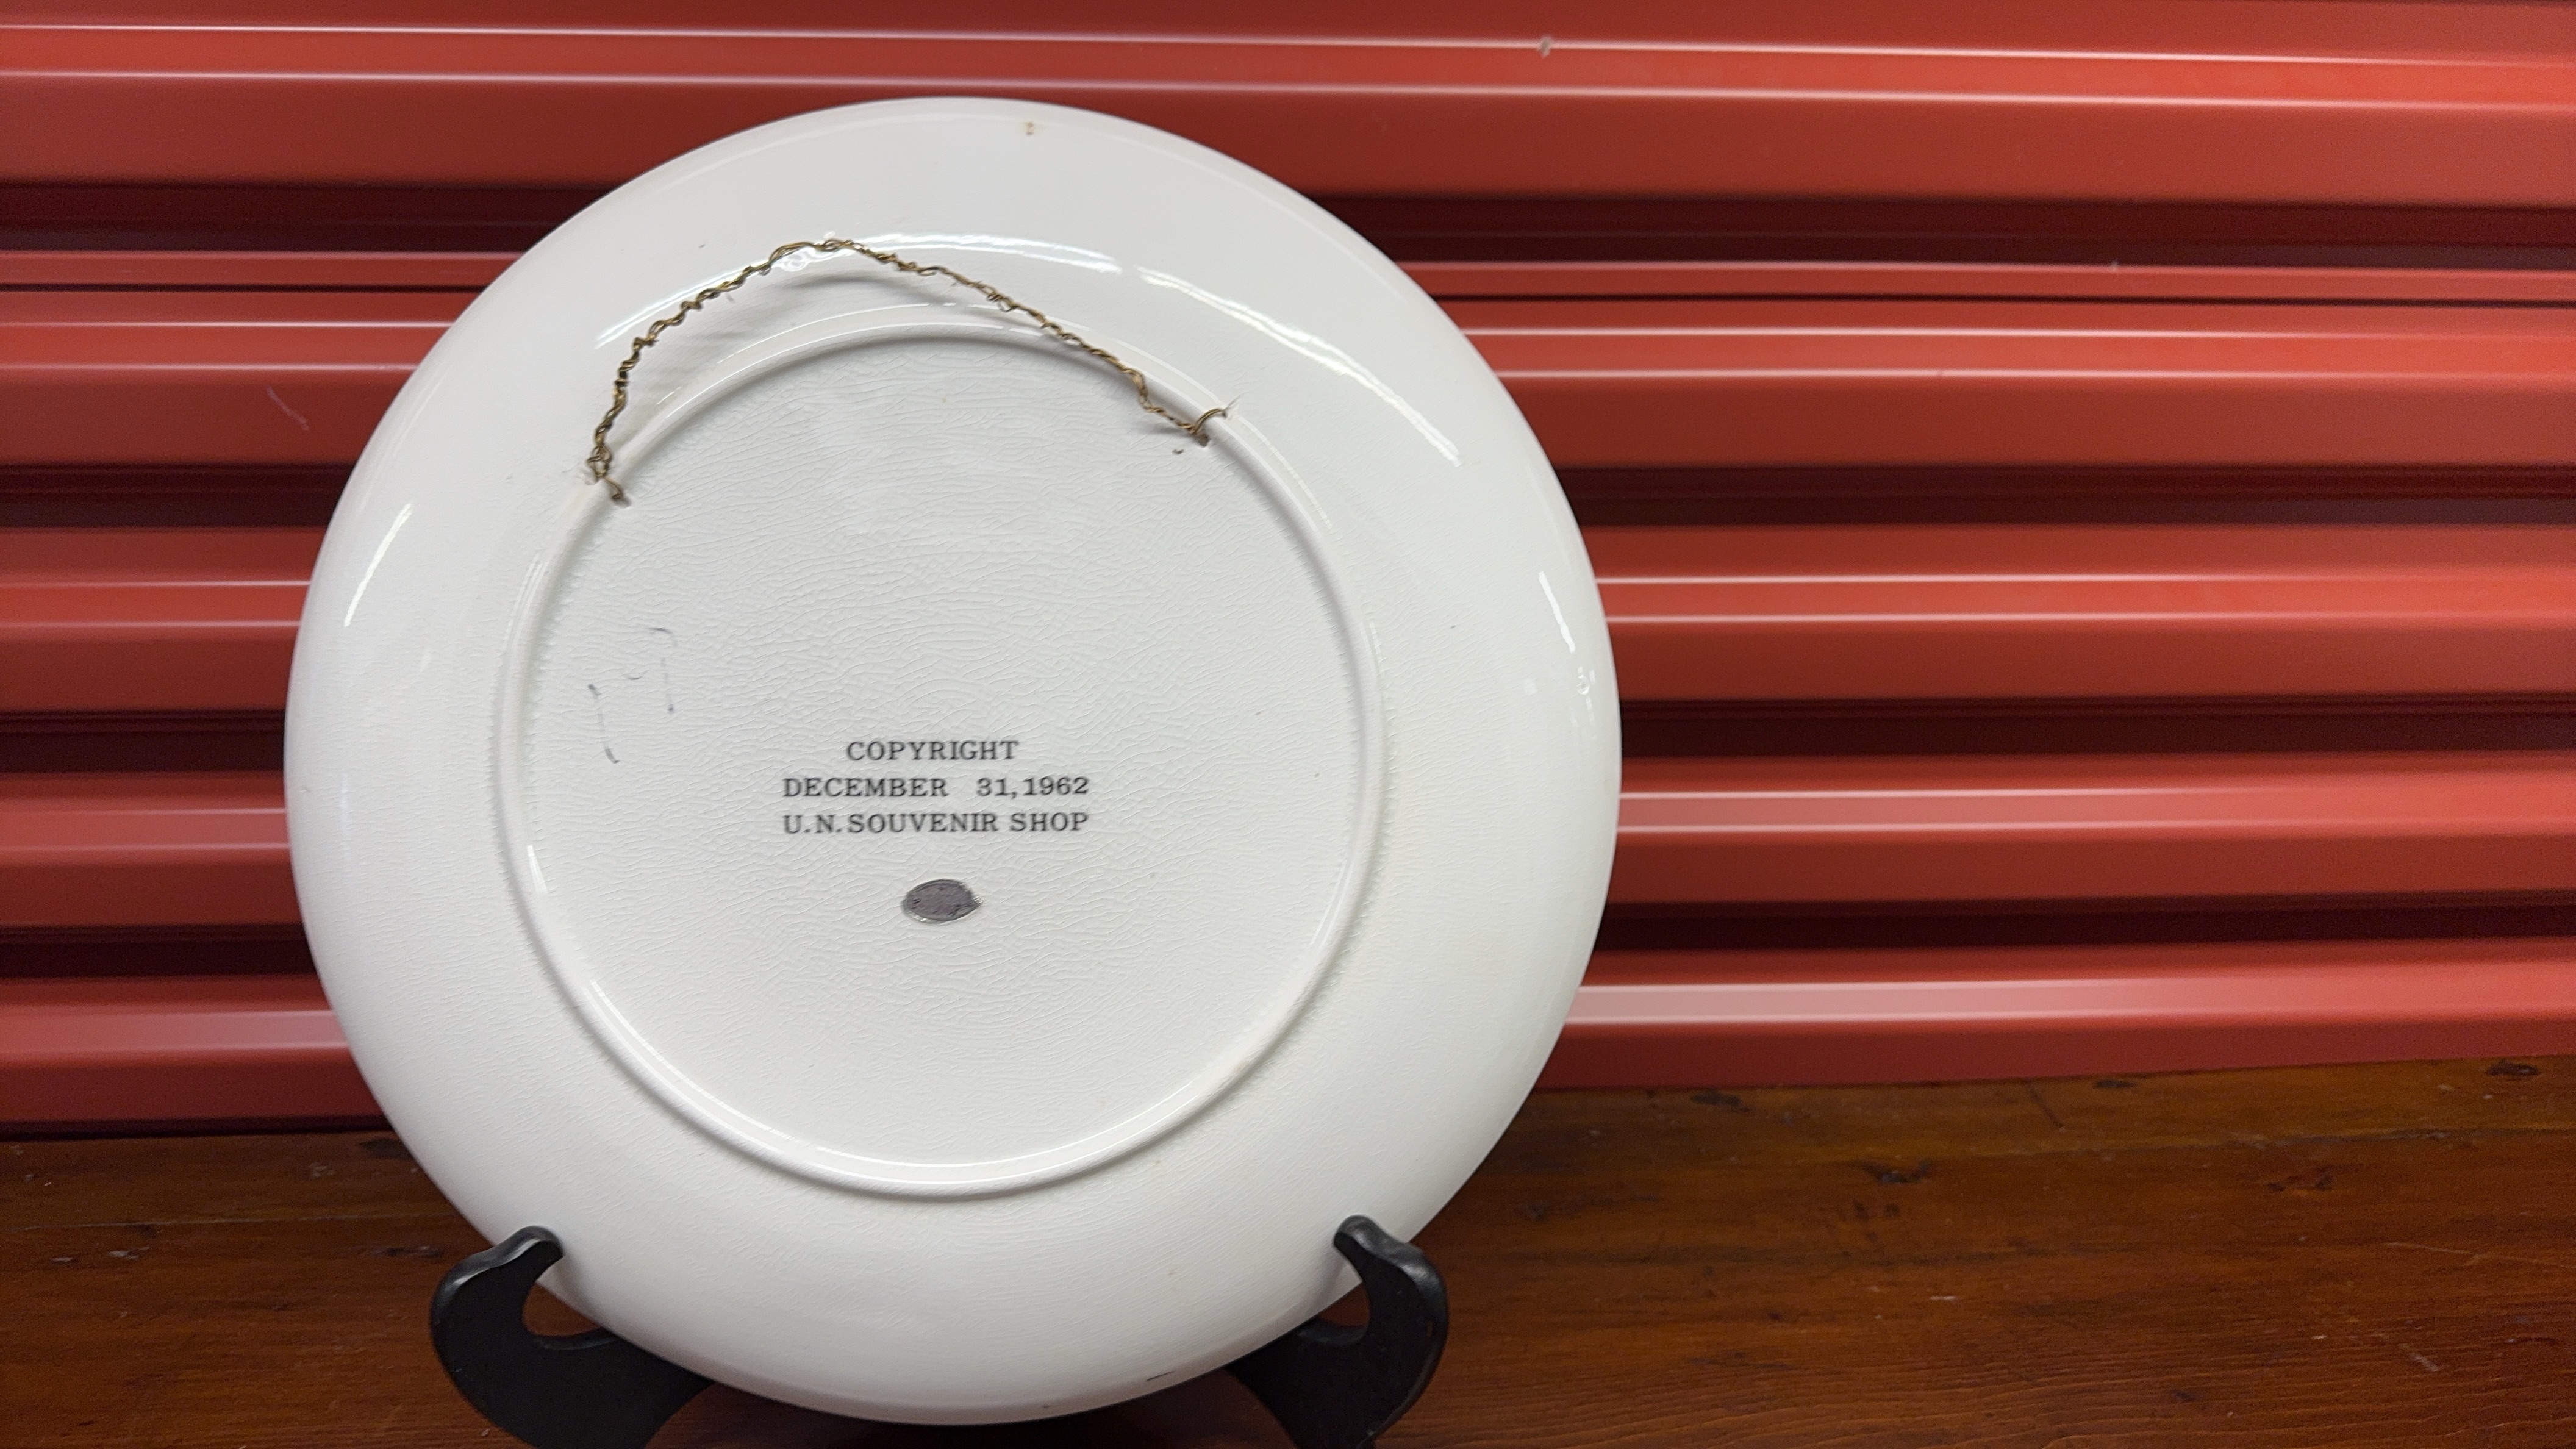 COPYRIGHT
DECEMBER 31, 1962
U.N. SOUVENIR SHOP